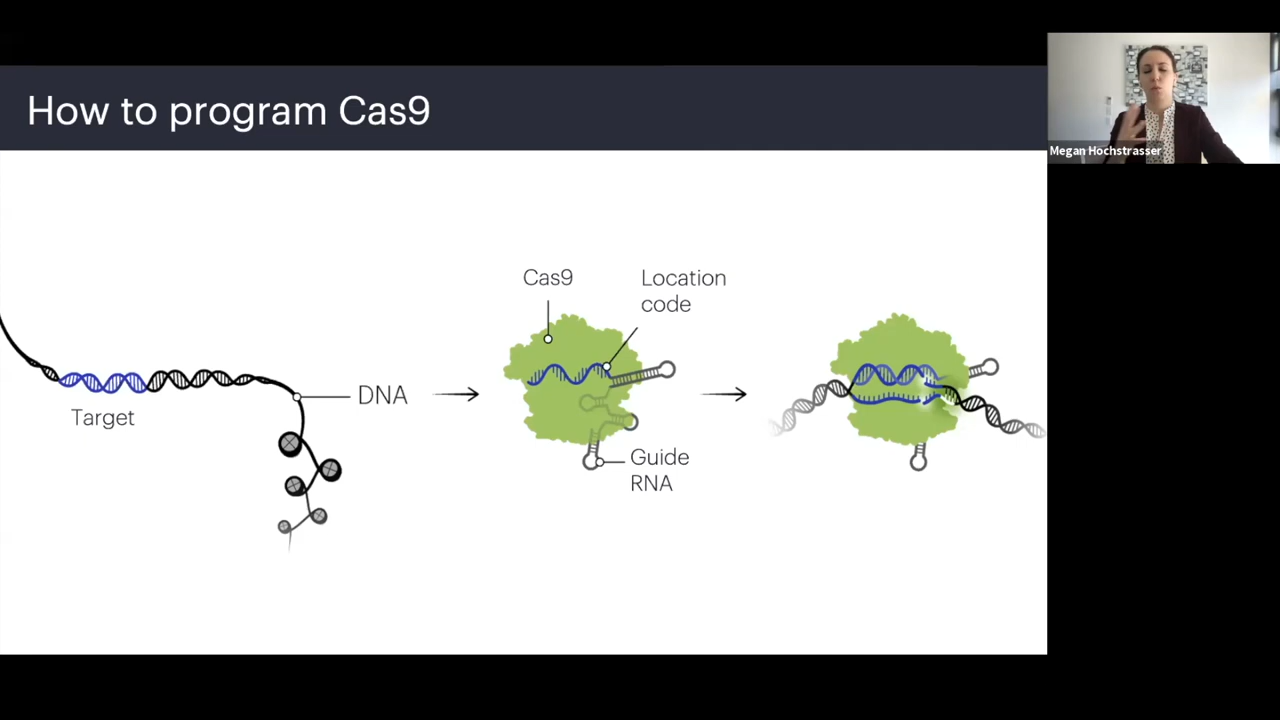 How to program Cas9
Megan Hochstrasser
Cas9
Location
code
DNA
Target
Guide
RNA